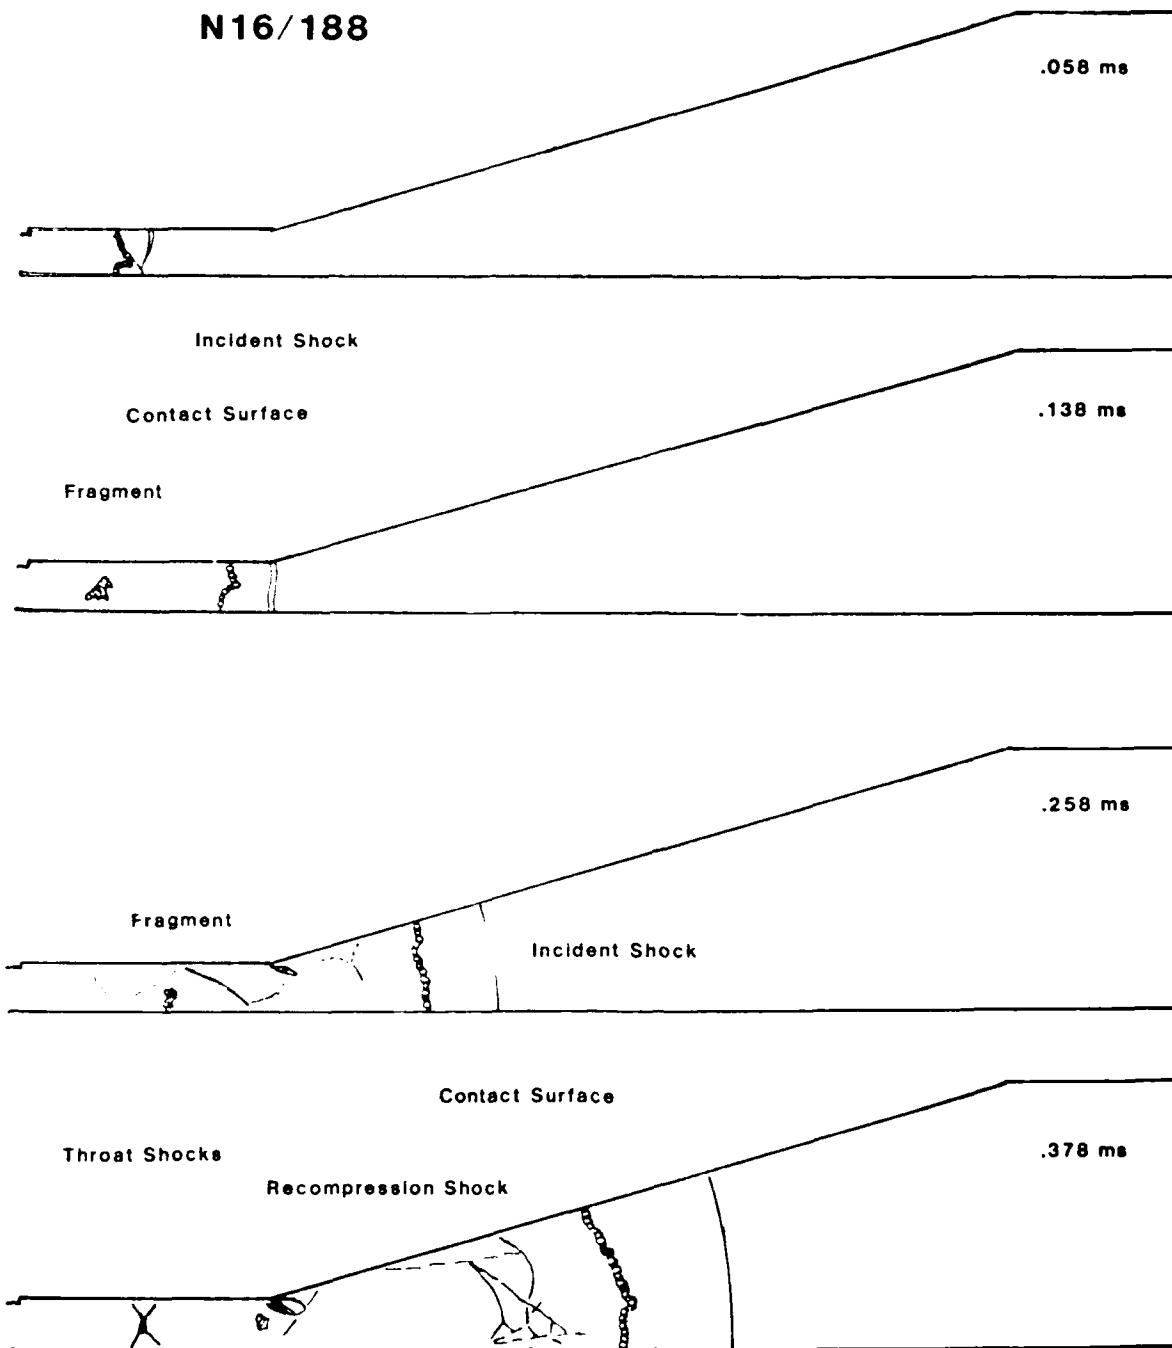 N16/188
.058 ms
Incident Shock
Contact Surface
.138 ms
Fragment
.258 ms
Fragment
Incident Shock
Contact Surface
Throat Shocks
.378 ms
Recompression Shock